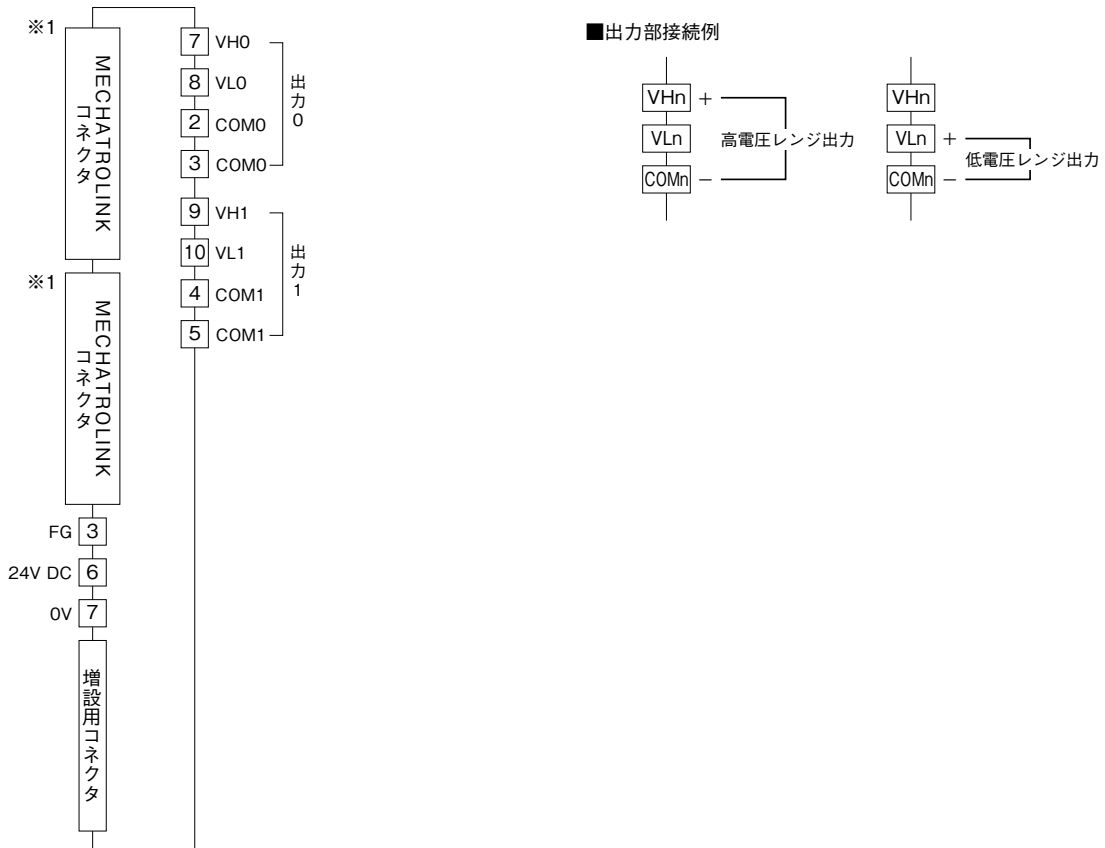 ※1
MECHATROLINK
コネクタ
7 VH0
8 VL0
2 COM0
3 COM0
出力0
9 VH1
10 VL1
4 COM1
5 COM1
出力1
※1
MECHATROLINK
コネクタ
FG 3
24V DC 6
0V 7
増設用コネクタ
■出力部接続例
VHn +
VLn
COMn −
高電圧レンジ出力
VHn
VLn +
COMn −
低電圧レンジ出力